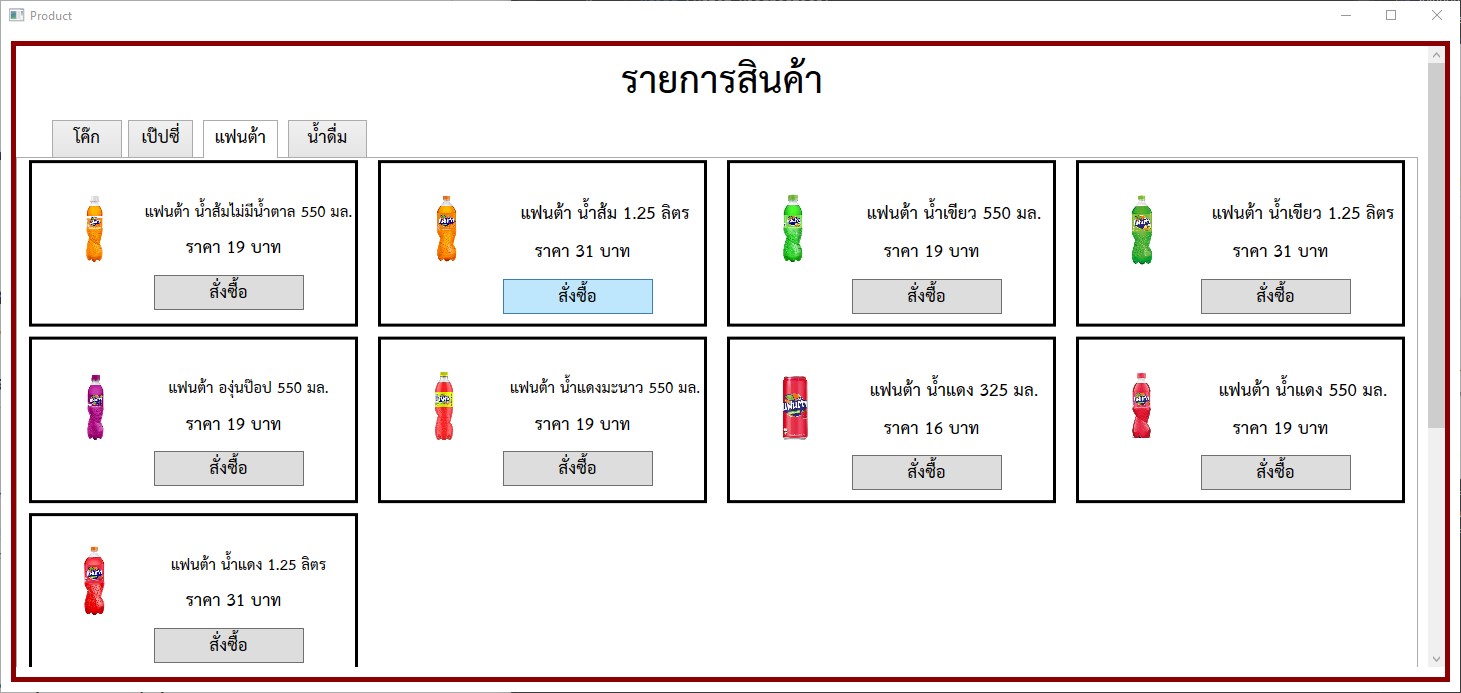 Product
รายการสินค้า
โค๊ก
เป๊ปซี่
แฟนต้า
น้ำดื่ม
แฟนต้า น้ำส้มไม่มีน้ำตาล 550 มล.
ราคา 19 บาท
สั่งซื้อ
แฟนต้า น้ำส้ม 1.25 ลิตร
ราคา 31 บาท
สั่งซื้อ
แฟนต้า น้ำเขียว 550 มล.
ราคา 19 บาท
สั่งซื้อ
แฟนต้า น้ำเขียว 1.25 ลิตร
ราคา 31 บาท
สั่งซื้อ
แฟนต้า องุ่นป๊อป 550 มล.
ราคา 19 บาท
สั่งซื้อ
แฟนต้า น้ำแดงมะนาว 550 มล.
ราคา 19 บาท
สั่งซื้อ
แฟนต้า น้ำแดง 325 มล.
ราคา 16 บาท
สั่งซื้อ
แฟนต้า น้ำแดง 550 มล.
ราคา 19 บาท
สั่งซื้อ
แฟนต้า น้ำแดง 1.25 ลิตร
ราคา 31 บาท
สั่งซื้อ